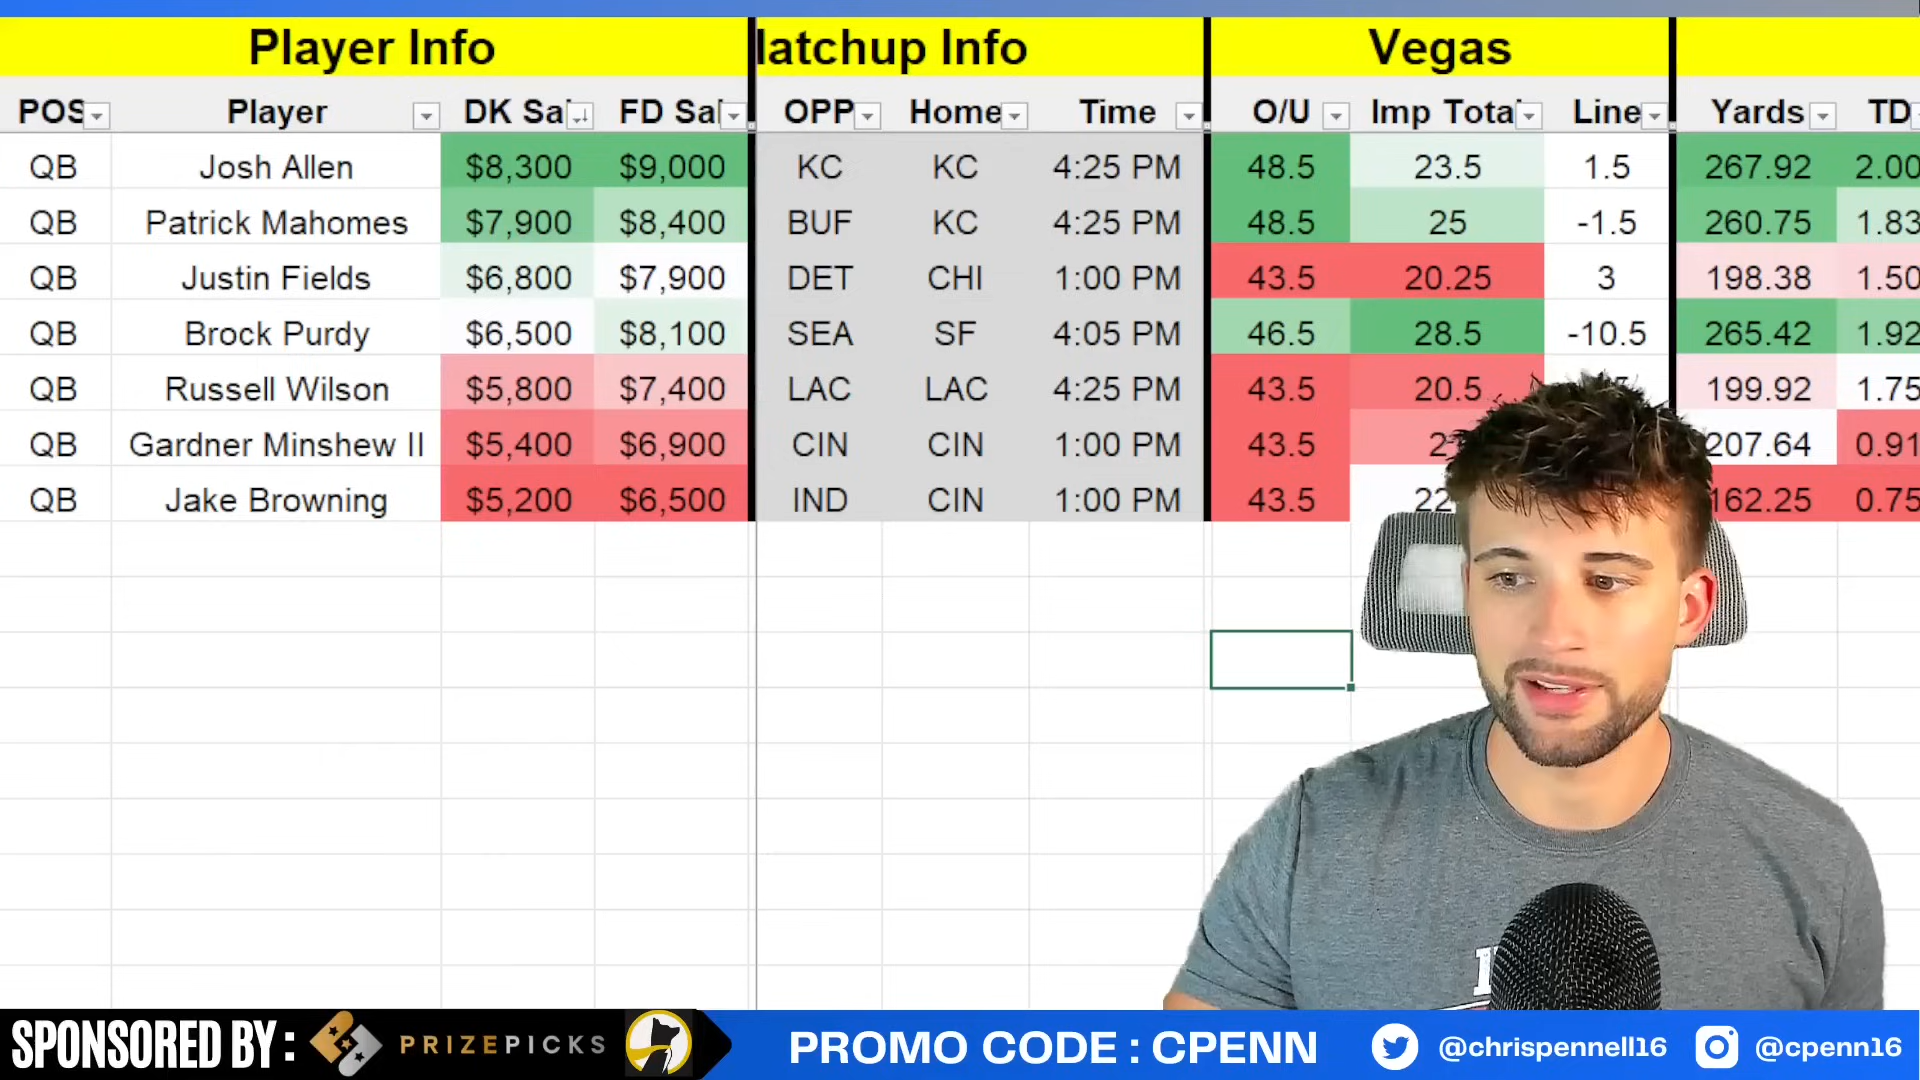 Player Info
atchup Info
Vegas
POS Player DK Sal FD Sal OPP Home Time O/U Imp Total Line Yards TD
QB Josh Allen $8,300 $9,000 KC KC 4:25 PM 48.5 23.5 1.5 267.92 2.00
QB Patrick Mahomes $7,900 $8,400 BUF KC 4:25 PM 48.5 25 -1.5 260.75 1.83
QB Justin Fields $6,800 $7,900 DET CHI 1:00 PM 43.5 20.25 3 198.38 1.50
QB Brock Purdy $6,500 $8,100 SEA SF 4:05 PM 46.5 28.5 -10.5 265.42 1.92
QB Russell Wilson $5,800 $7,400 LAC LAC 4:25 PM 43.5 20.5 199.92 1.75
QB Gardner Minshew II $5,400 $6,900 CIN CIN 1:00 PM 43.5 207.64 0.91
QB Jake Browning $5,200 $6,500 IND CIN 1:00 PM 43.5 22 162.25 0.75
SPONSORED BY : PRIZEPICKS PROMO CODE : CPENN @chrispennell16 @cpenn16